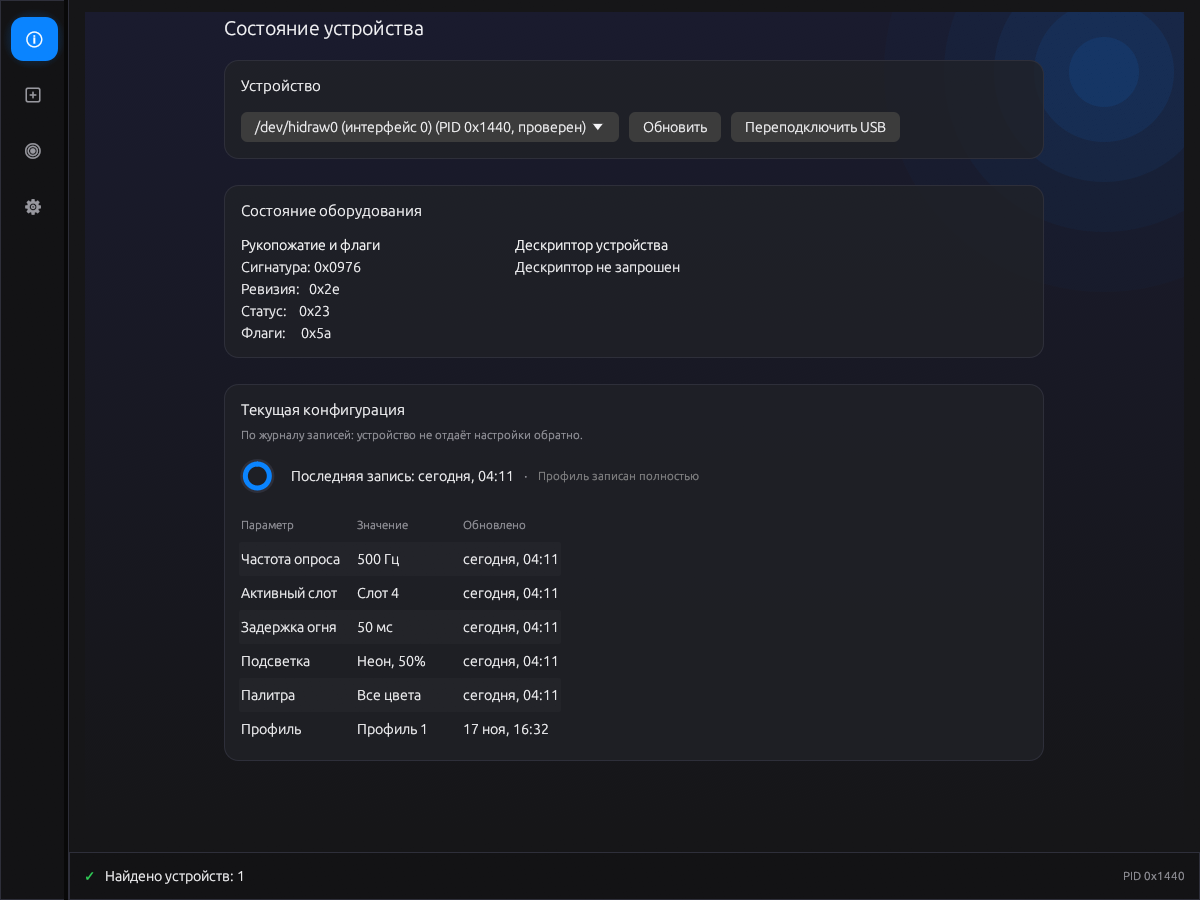 Состояние устройства
Устройство
/dev/hidraw0 (интерфейс 0) (PID 0x1440, проверен) Обновить Переподключить USB
Состояние оборудования
Рукопожатие и флаги Дескриптор устройства
Сигнатура: 0x0976 Дескриптор не запрошен
Ревизия: 0x2e
Статус: 0x23
Флаги: 0x5a
Текущая конфигурация
По журналу записей: устройство не отдаёт настройки обратно.
Последняя запись: сегодня, 04:11 · Профиль записан полностью
Параметр Значение Обновлено
Частота опроса 500 Гц сегодня, 04:11
Активный слот Слот 4 сегодня, 04:11
Задержка огня 50 мс сегодня, 04:11
Подсветка Неон, 50% сегодня, 04:11
Палитра Все цвета сегодня, 04:11
Профиль Профиль 1 17 ноя, 16:32
✓ Найдено устройств: 1 PID 0x1440